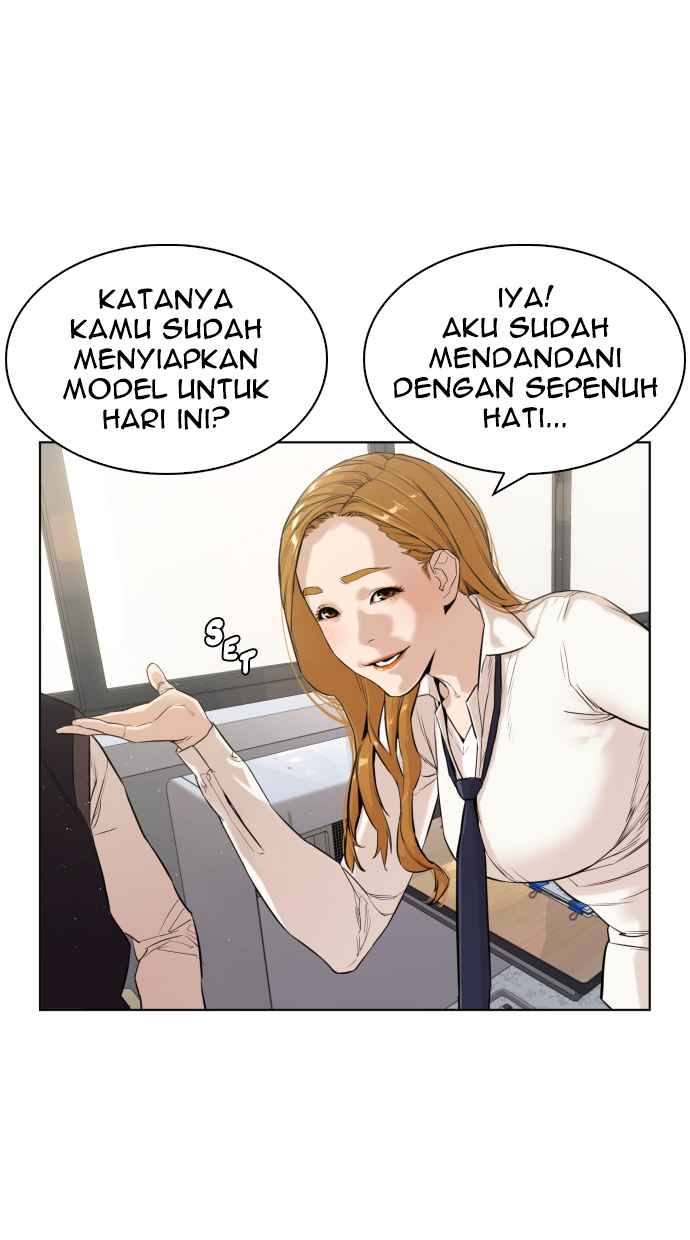 KATANYA
KAMU SUDAH
MENYIAPKAN
MODEL UNTUK
HARI INI?
IYA!
AKU SUDAH
MENDANDANI
DENGAN SEPENUH
HATI...
SET